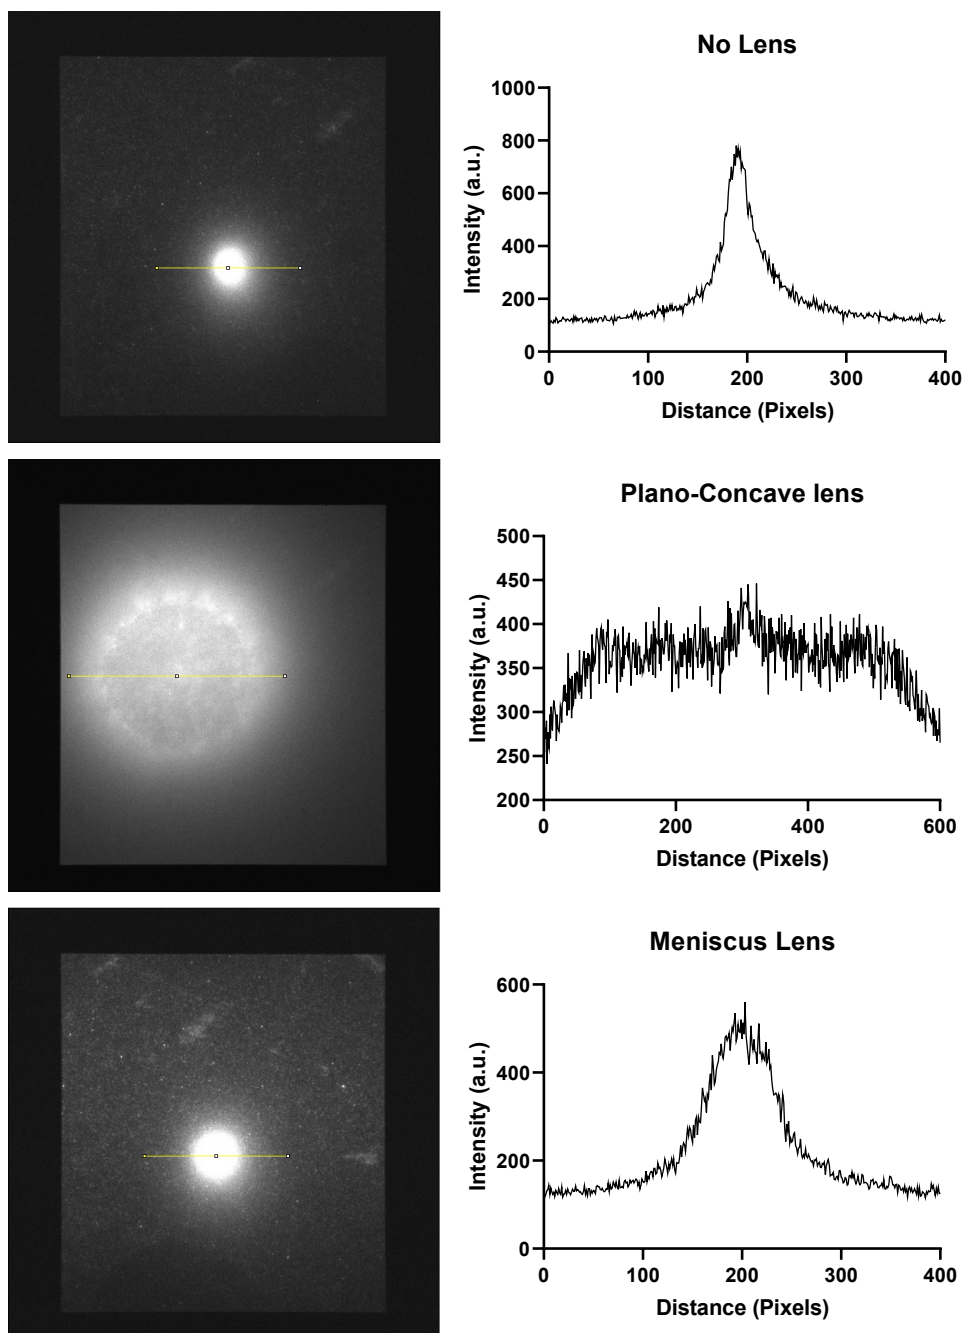 No Lens
1000
800
600
400
200
0
Intensity (a.u.)
0 100 200 300 400
Distance (Pixels)
Plano-Concave lens
500
450
400
350
300
250
200
Intensity (a.u.)
0 200 400 600
Distance (Pixels)
Meniscus Lens
600
400
200
0
Intensity (a.u.)
0 100 200 300 400
Distance (Pixels)